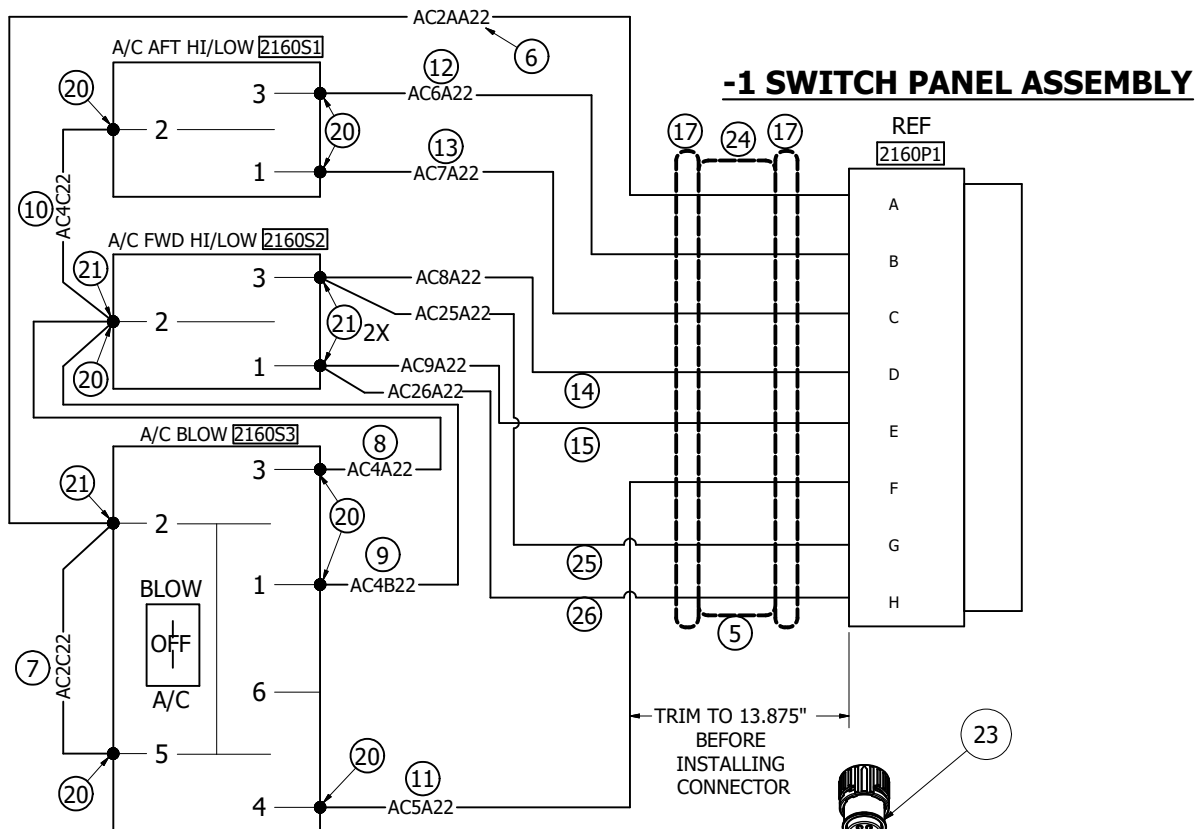 AC2AA22
6
A/C AFT HI/LOW 2160S1
12
-1 SWITCH PANEL ASSEMBLY
20
3
AC6A22
20
2
13
17
24
17
REF
2160P1
1
AC7A22
A
10
AC4C22
A/C FWD HI/LOW 2160S2
B
21
3
AC8A22
AC25A22
C
2
21 2X
20
1
AC9A22
D
AC26A22
14
A/C BLOW 2160S3
8
15
E
3
AC4A22
21
F
2
20
9
25
G
BLOW
1
AC4B22
26
H
OFF
5
7
AC2C22
A/C
6
TRIM TO 13.875"
BEFORE
INSTALLING
CONNECTOR
23
5
20
20
11
4
AC5A22